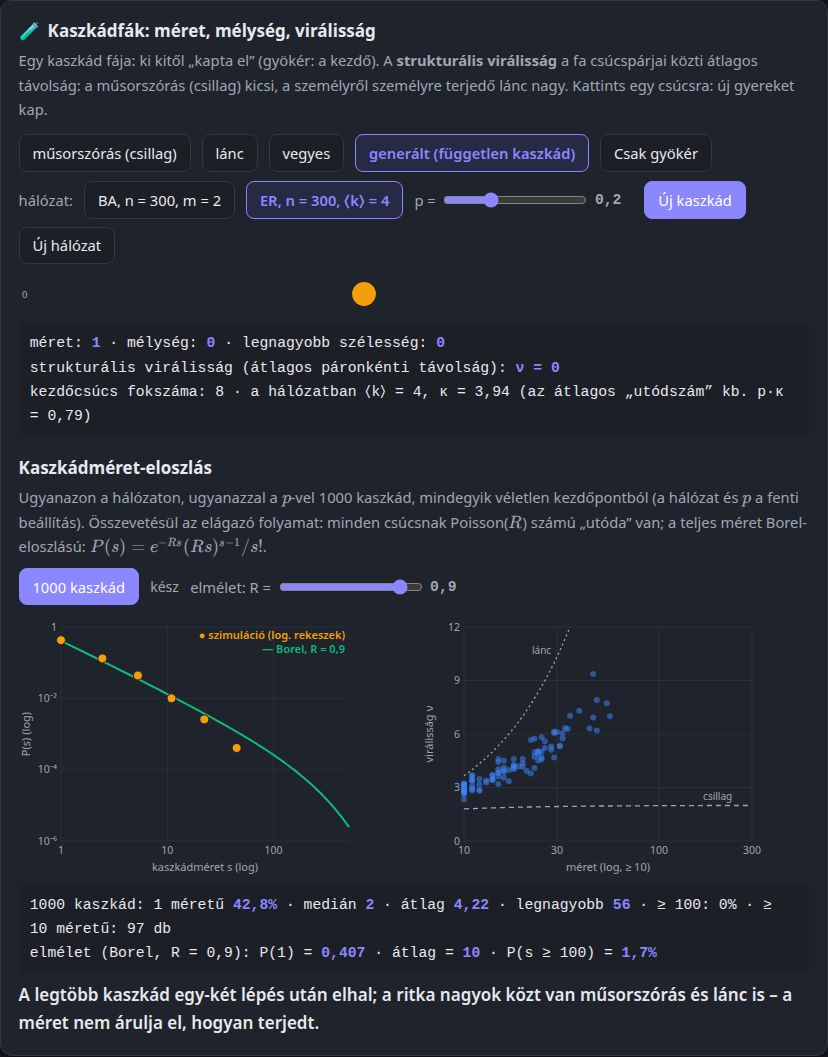 🧪 Kaszkádfák: méret, mélység, virálisság
Egy kaszkád fája: ki kitől „kapta el” (gyökér: a kezdő). A strukturális virálisság a fa csúcspárjai közti átlagos
távolság: a műsorszórás (csillag) kicsi, a személyről személyre terjedő lánc nagy. Kattints egy csúcsra: új gyereket
kap.
műsorszórás (csillag) lánc vegyes generált (független kaszkád) Csak gyökér
hálózat: BA, n = 300, m = 2 ER, n = 300, ⟨k⟩ = 4 p = 0,2 Új kaszkád
Új hálózat
0
méret: 1 · mélység: 0 · legnagyobb szélesség: 0
strukturális virálisság (átlagos páronkénti távolság): ν = 0
kezdőcsúcs fokszáma: 8 · a hálózatban ⟨k⟩ = 4, κ = 3,94 (az átlagos „utódszám” kb. p·κ
= 0,79)
Kaszkádméret-eloszlás
Ugyanazon a hálózaton, ugyanazzal a p-vel 1000 kaszkád, mindegyik véletlen kezdőpontból (a hálózat és p a fenti
beállítás). Összevetésül az elágazó folyamat: minden csúcsnak Poisson(R) számú „utóda” van; a teljes méret Borel-
eloszlású: P(s) = e^{−Rs}(Rs)^{s−1}/s!.
1000 kaszkád kész elmélet: R = 0,9
● szimuláció (log. rekeszek)
— Borel, R = 0,9
1
10⁻²
10⁻⁴
10⁻⁶
P(s) (log)
1 10 100
kaszkádméret s (log)
12
9
6
3
0
virálisság ν
lánc
csillag
10 30 100 300
méret (log, ≥ 10)
1000 kaszkád: 1 méretű 42,8% · medián 2 · átlag 4,22 · legnagyobb 56 · ≥ 100: 0% · ≥
10 méretű: 97 db
elmélet (Borel, R = 0,9): P(1) = 0,407 · átlag = 10 · P(s ≥ 100) = 1,7%
A legtöbb kaszkád egy-két lépés után elhal; a ritka nagyok közt van műsorszórás és lánc is – a
méret nem árulja el, hogyan terjedt.